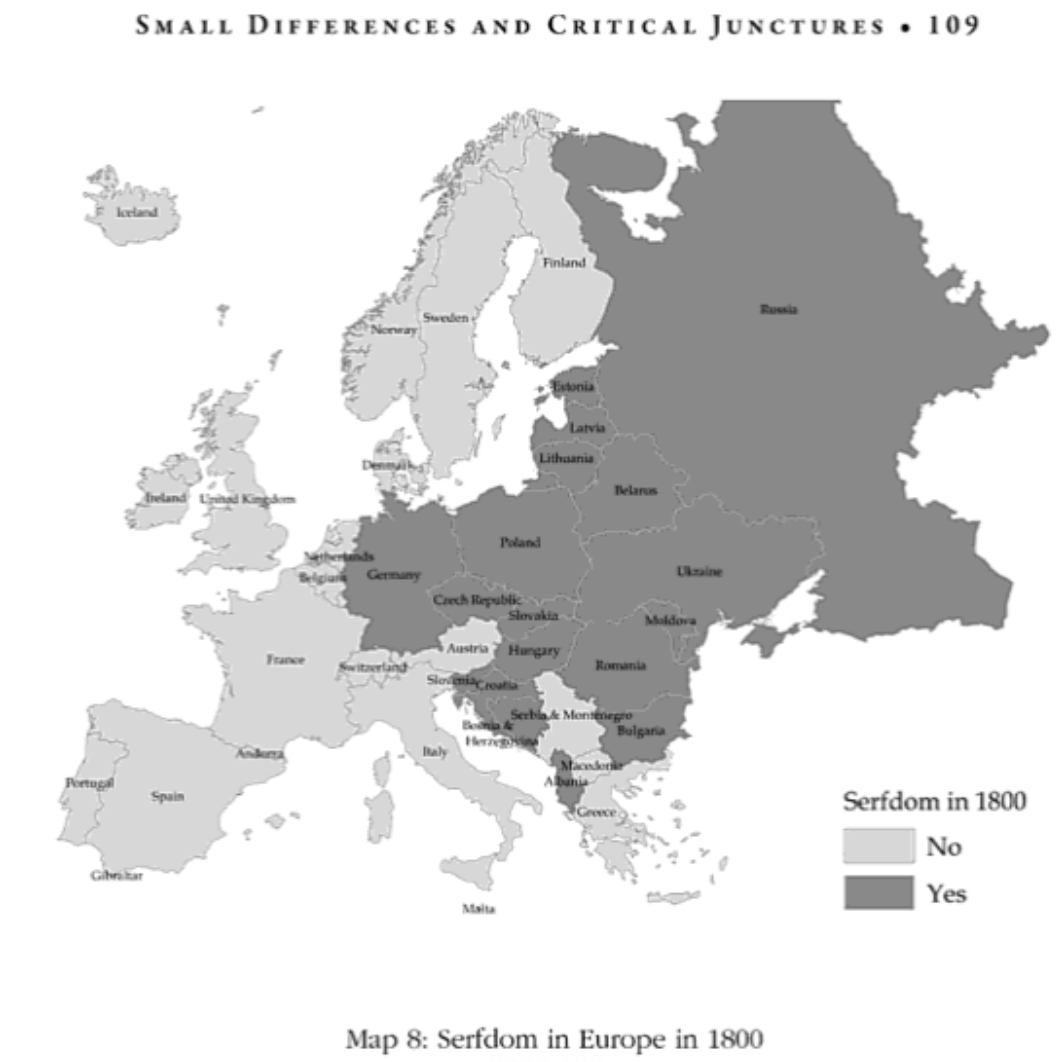 SMALL DIFFERENCES AND CRITICAL JUNCTURES • 109
Iceland
Finland
Russia
Sweden
Norway
Estonia
Latvia
Denmark
Lithuania
Belarus
Ireland
United Kingdom
Poland
Netherlands
Ukraine
Belgium
Germany
Czech Republic
Slovakia
Moldova
Austria
Hungary
France
Switzerland
Romania
Slovenia
Croatia
Serbia & Montenegro
Bosnia &
Herzegovina
Bulgaria
Andorra
Italy
Macedonia
Albania
Portugal
Spain
Greece
Gibraltar
Malta
Serfdom in 1800
No
Yes
Map 8: Serfdom in Europe in 1800